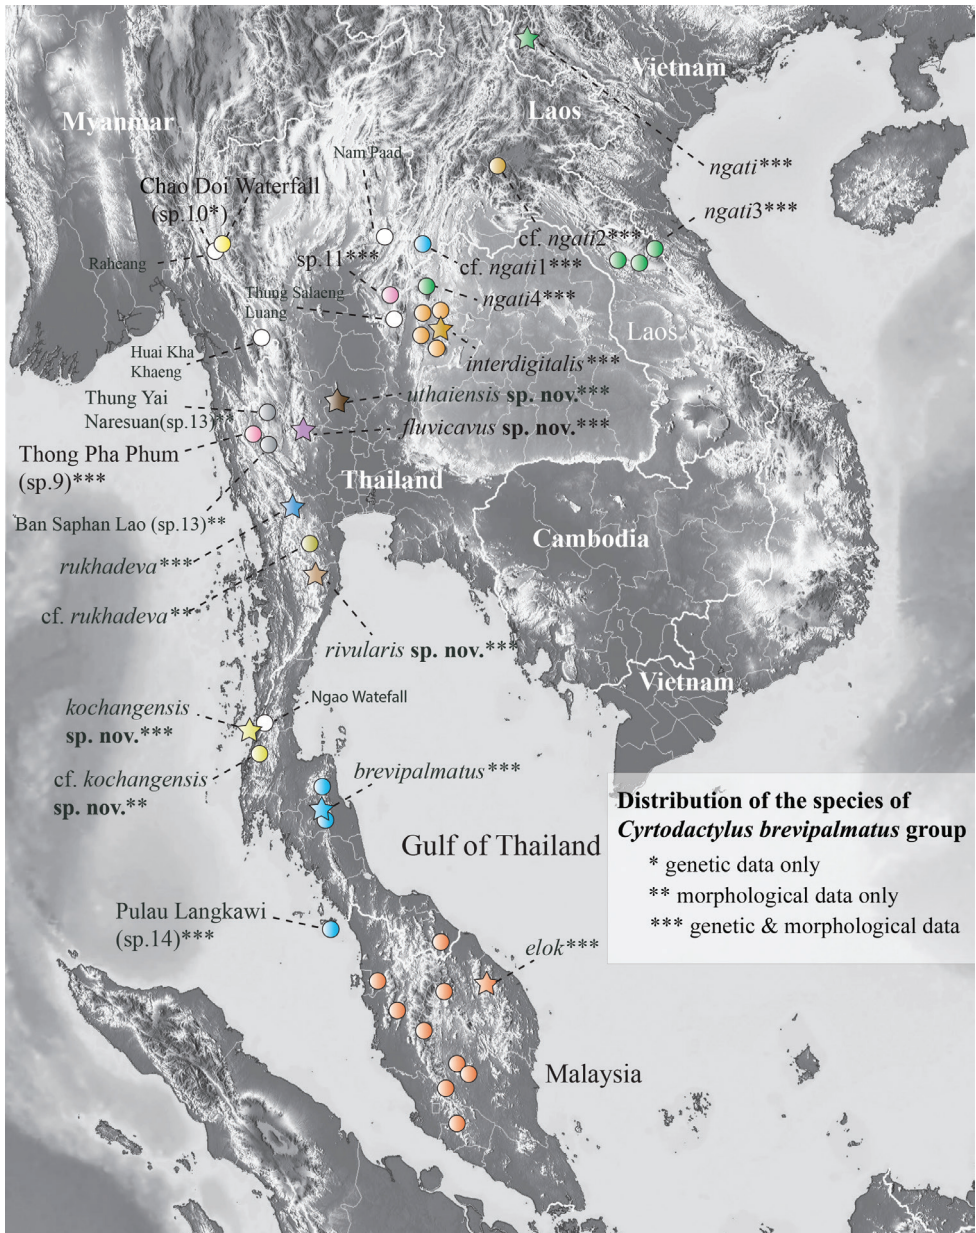 Vietnam
Laos
Myanmar
Nam Paad
ngati***
Chao Doi Waterfall
(sp.10*)
ngati3***
cf. ngati2***
Raheang
sp.11***
cf. ngati1***
Thung Salaeng
Luang
ngati4***
Laos
Huai Kha
Khaeng
interdigitalis***
Thung Yai
Naresuan(sp.13)**
uthaiensis sp. nov.***
fluvicavus sp. nov.***
Thong Pha Phum
(sp.9)***
Thailand
Ban Saphan Lao (sp.13)**
Cambodia
rukhadeva***
cf. rukhadeva**
rivularis sp. nov.***
Vietnam
kochangensis
sp. nov.***
Ngao Watefall
cf. kochangensis
sp. nov.**
brevipalmatus***
Distribution of the species of
Cyrtodactylus brevipalmatus group
* genetic data only
** morphological data only
*** genetic & morphological data
Gulf of Thailand
Pulau Langkawi
(sp.14)***
elok***
Malaysia